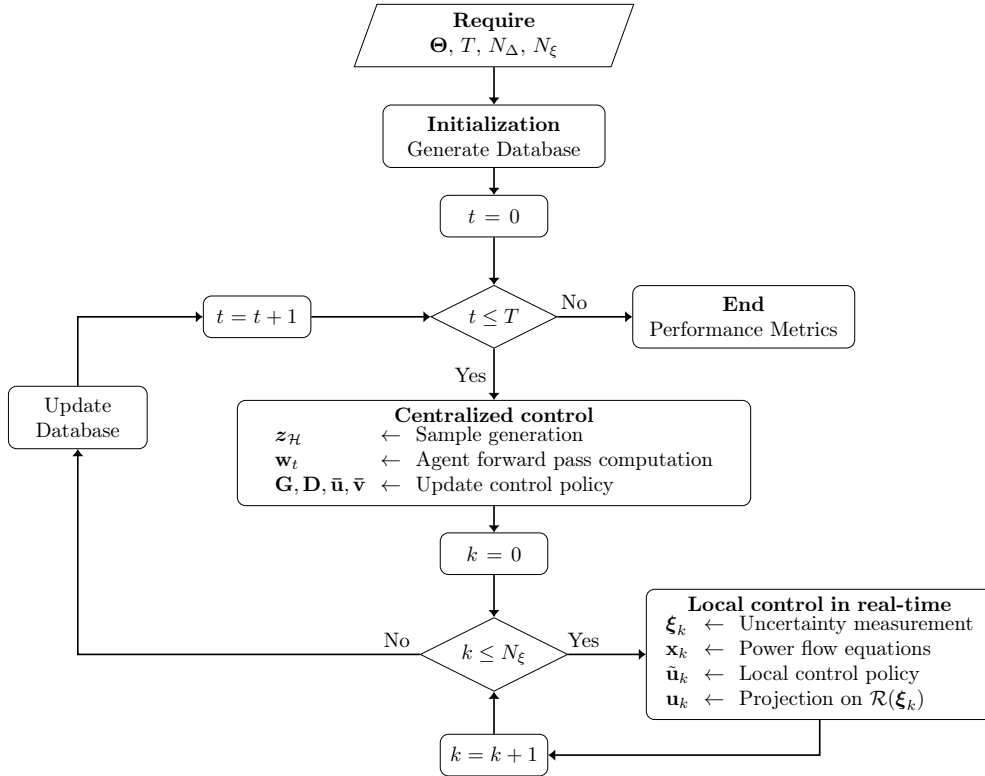 Require
Θ, T, N_Δ, N_ξ
Initialization
Generate Database
t = 0
t = t + 1
t ≤ T
No
End
Performance Metrics
Yes
Update
Database
Centralized control
z_ℋ ← Sample generation
w_t ← Agent forward pass computation
G, D, ū, v̄ ← Update control policy
k = 0
No
k ≤ N_ξ
Yes
Local control in real-time
ξ_k ← Uncertainty measurement
x_k ← Power flow equations
ũ_k ← Local control policy
u_k ← Projection on ℛ(ξ_k)
k = k + 1